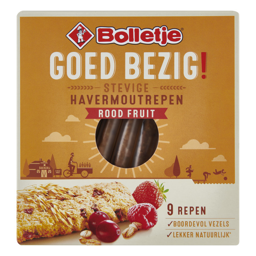 Bolletje
GOED BEZIG!
STEVIGE
HAVERMOUTREPEN
ROOD FRUIT
9 REPEN
✓BOORDEVOL VEZELS
✓LEKKER NATUURLIJK*